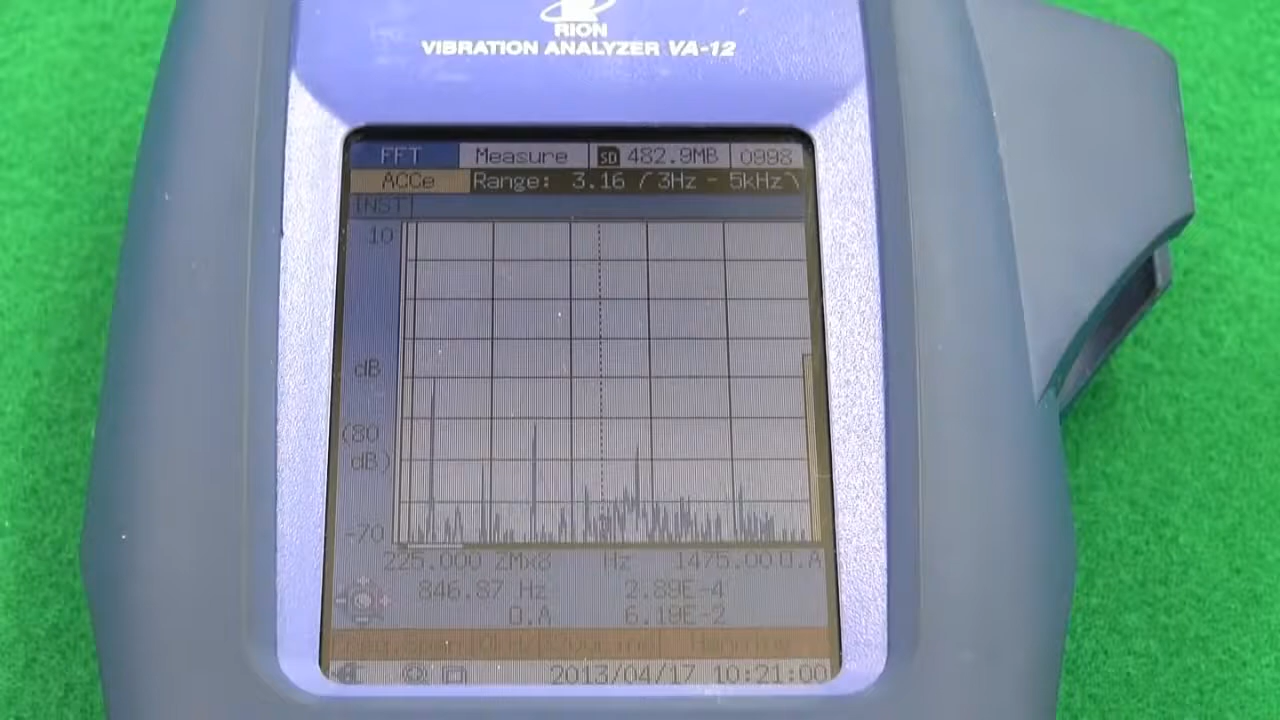 RION
VIBRATION ANALYZER VA-12
FFT Measure SD 482.9MB 0998
ACCe Range: 3.16 / 3Hz - 5kHz \
INST
10
dB
(80
dB)
-70
225.000 ZMx8 Hz 1475.00 O.A
846.87 Hz 2.89E-4
O.A 6.19E-2
2013/04/17 10:21:00